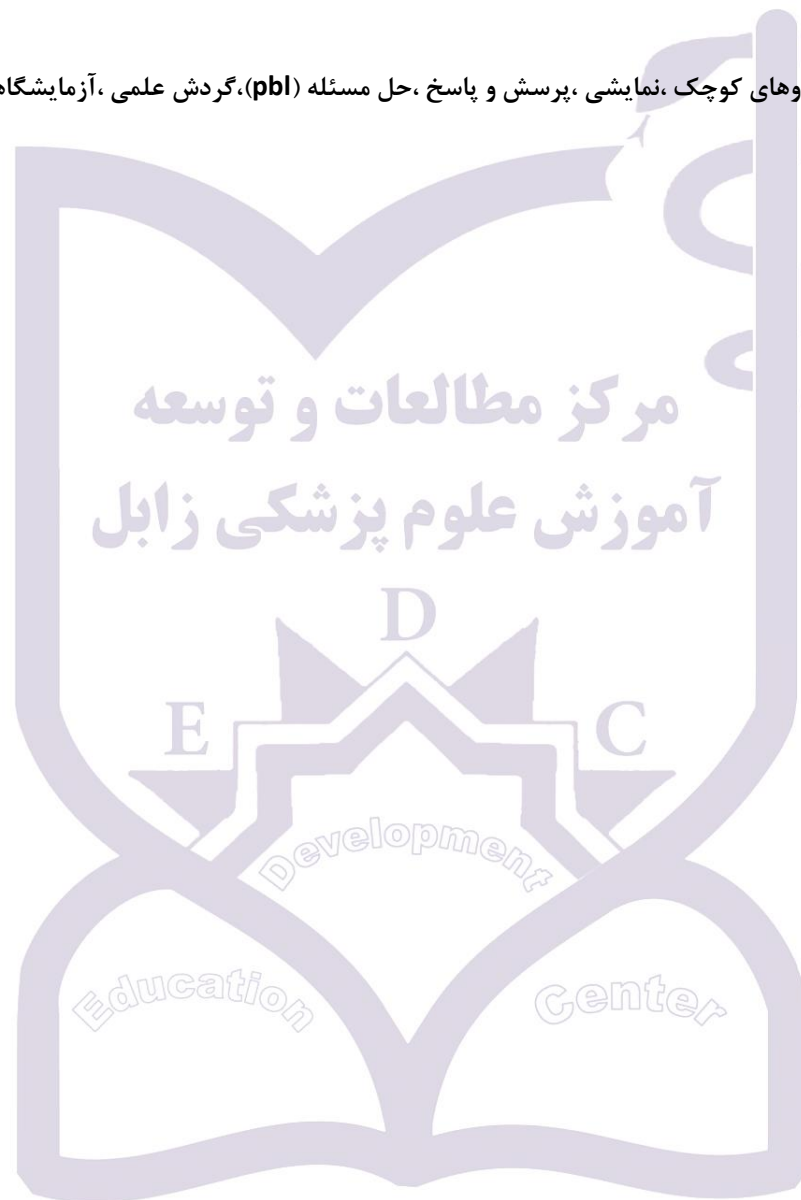 وهای کوچک ،نمایشی ،پرسش و پاسخ ،حل مسئله (pbl)،گردش علمی ،آزمایشگاه
مرکز مطالعات و توسعه
آموزش علوم پزشکی زابل
D
E C
Development
Education Center